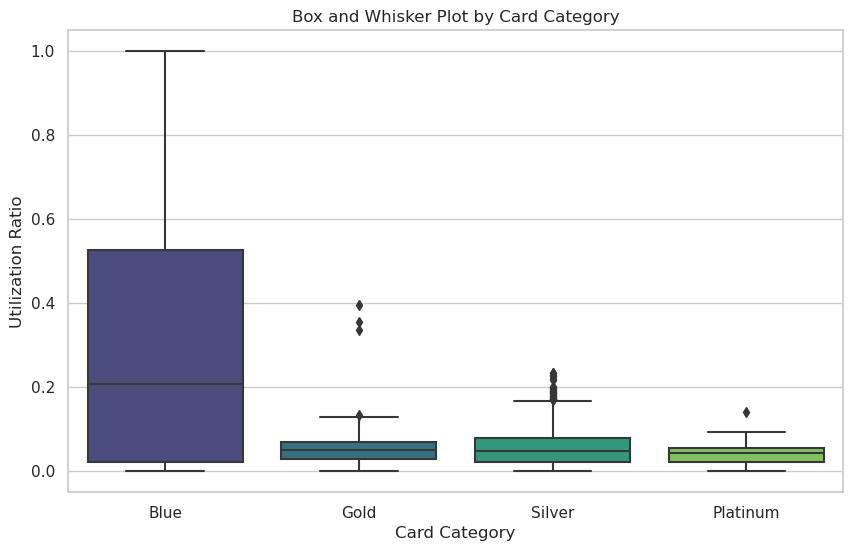 Box and Whisker Plot by Card Category
1.0
0.8
0.6
0.4
0.2
0.0
Utilization Ratio
Blue
Gold
Silver
Platinum
Card Category